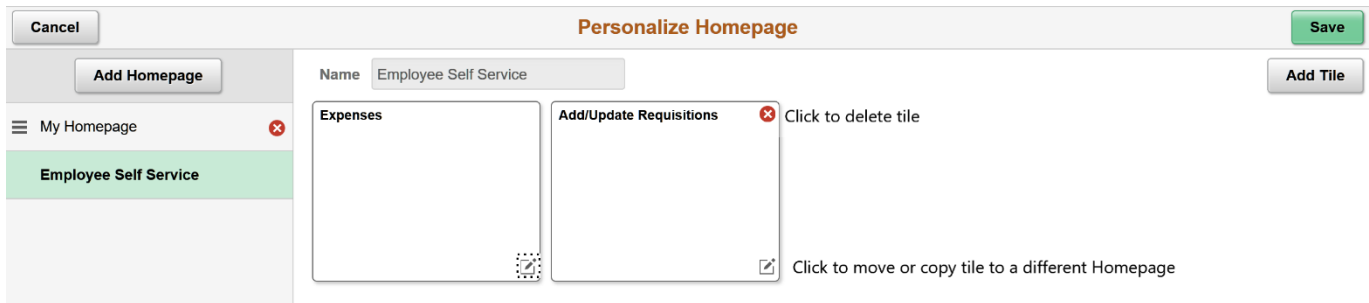 Cancel
Personalize Homepage
Save
Add Homepage
Name
Employee Self Service
Add Tile
My Homepage
Employee Self Service
Expenses
Add/Update Requisitions
Click to delete tile
Click to move or copy tile to a different Homepage